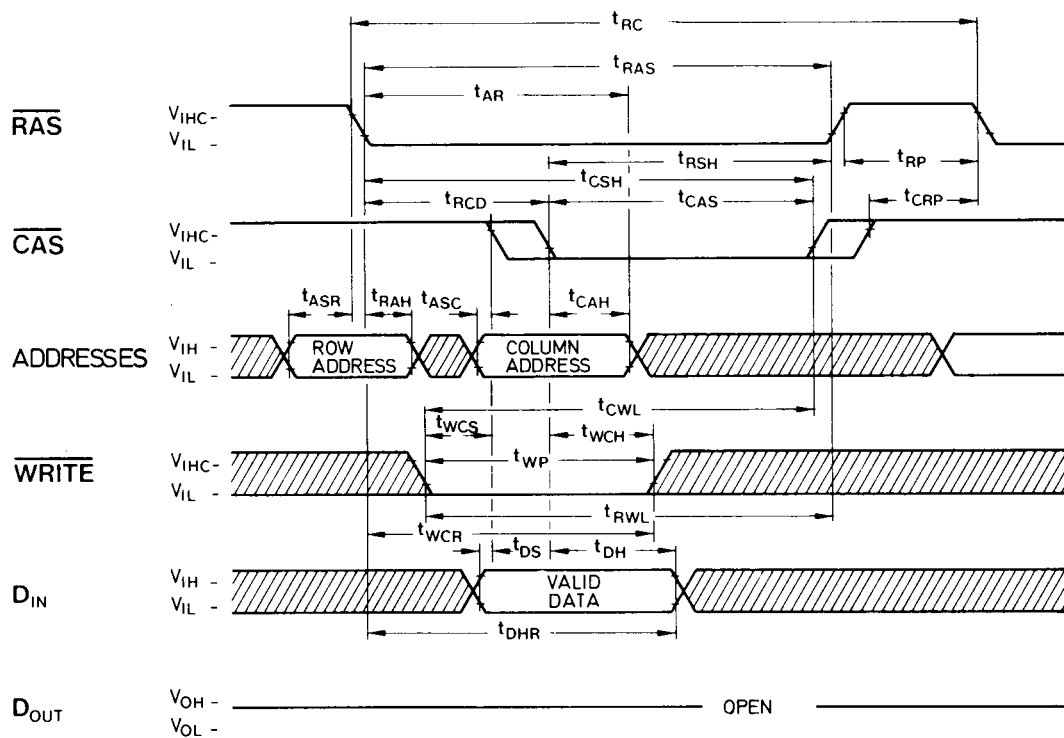 tRC
tRAS
tAR
RAS
VIHC-
VIL -
tRSH
tRP
tCSH
tRCD
tCAS
tCRP
CAS
VIHC-
VIL -
tASR
tRAH
tASC
tCAH
ADDRESSES
VIH -
VIL -
ROW
ADDRESS
COLUMN
ADDRESS
tCWL
tWCS
tWCH
tWP
WRITE
VIHC-
VIL -
tRWL
tWCR
tDS
tDH
DIN
VIH -
VIL -
VALID
DATA
tDHR
DOUT
VOH -
OPEN
VOL -